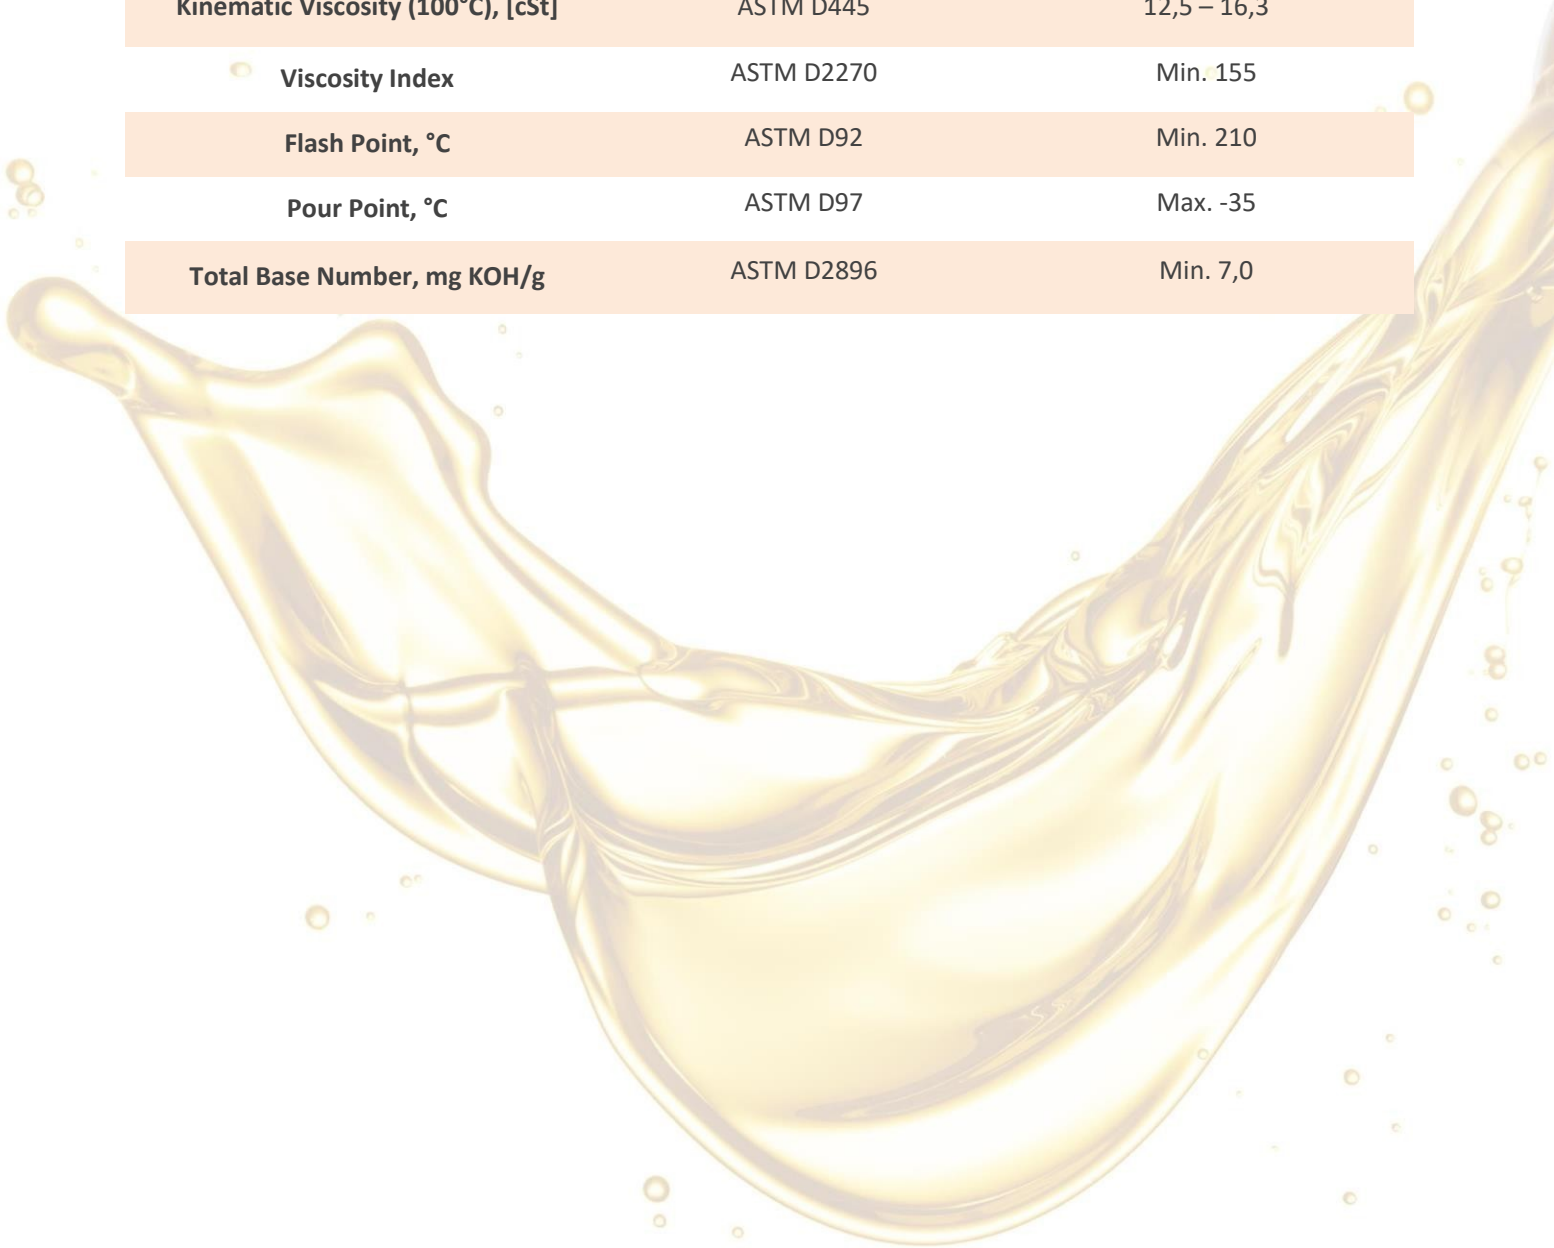 Kinematic Viscosity (100°C), [cSt] ASTM D445 12,5 – 16,3
Viscosity Index ASTM D2270 Min. 155
Flash Point, °C ASTM D92 Min. 210
Pour Point, °C ASTM D97 Max. -35
Total Base Number, mg KOH/g ASTM D2896 Min. 7,0